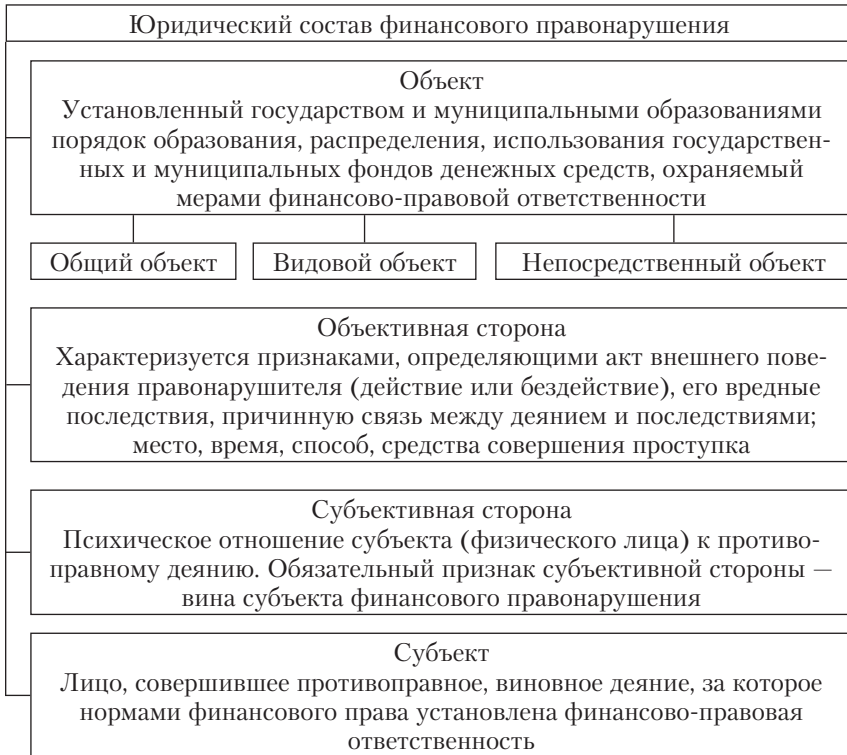 Юридический состав финансового правонарушения
Объект
Установленный государством и муниципальными образованиями
порядок образования, распределения, использования государствен-
ных и муниципальных фондов денежных средств, охраняемый
мерами финансово-правовой ответственности
Общий объект
Видовой объект
Непосредственный объект
Объективная сторона
Характеризуется признаками, определяющими акт внешнего пове-
дения правонарушителя (действие или бездействие), его вредные
последствия, причинную связь между деянием и последствиями;
место, время, способ, средства совершения проступка
Субъективная сторона
Психическое отношение субъекта (физического лица) к противо-
правному деянию. Обязательный признак субъективной стороны —
вина субъекта финансового правонарушения
Субъект
Лицо, совершившее противоправное, виновное деяние, за которое
нормами финансового права установлена финансово-правовая
ответственность